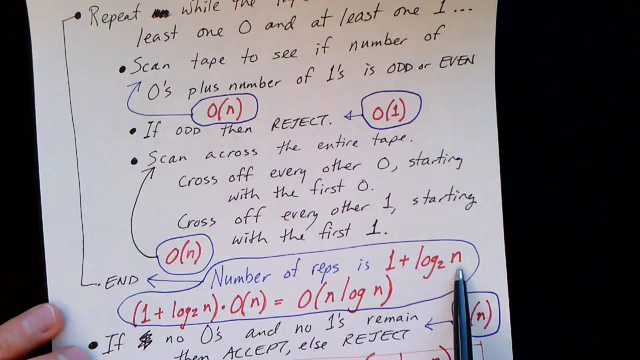 • Repeat while the
least one 0 and at least one 1 ...
• Scan tape to see if number of
0's plus number of 1's is ODD or EVEN
O(n)
• If ODD then REJECT. O(1)
• Scan across the entire tape.
Cross off every other 0, starting
with the first 0.
Cross off every other 1, starting
with the first 1.
O(n)
END
Number of reps is 1 + log₂ n
(1 + log₂ n) · O(n) = O(n log n)
• If no 0's and no 1's remain
(n)
then ACCEPT, else REJECT